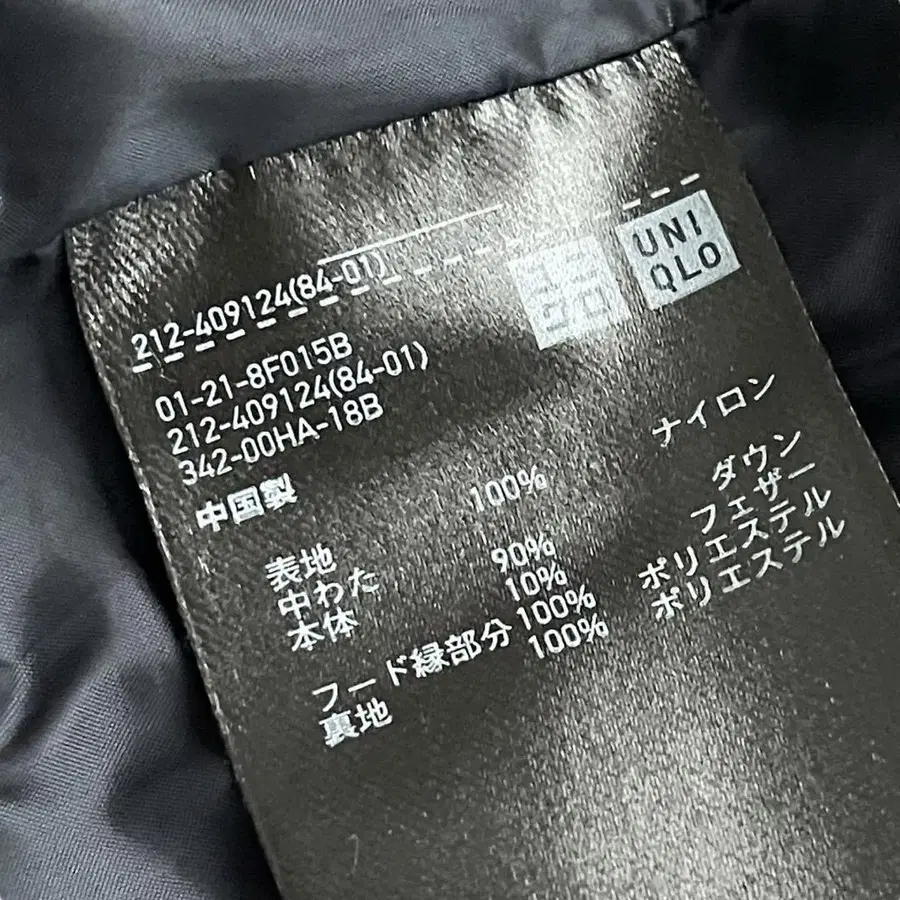 UNI
QLO
212-409124(84-01)
01-21-8F015B
212-409124(84-01)
342-00HA-18B
中国製
表地 100% ナイロン
中わた
本体 90% ダウン
10% フェザー
フード縁部分 100% ポリエステル
裏地 100% ポリエステル